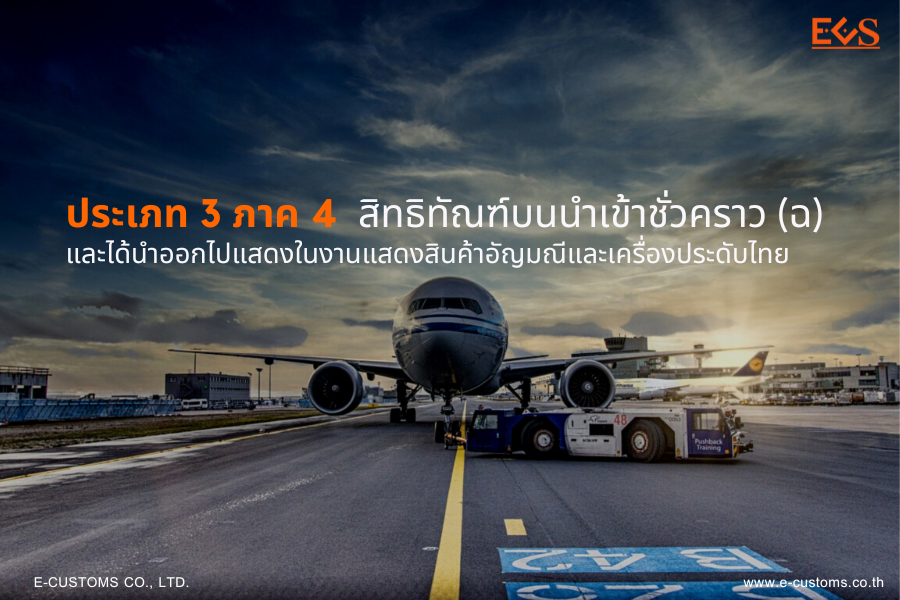 ECS
ประเภท 3 ภาค 4 สิทธิทัณฑ์บนนำเข้าชั่วคราว (ฉ)
และได้นำออกไปแสดงในงานแสดงสินค้าอัญมณีและเครื่องประดับไทย
48
Pushback
Training
B 42
E-CUSTOMS CO., LTD.
www.e-customs.co.th